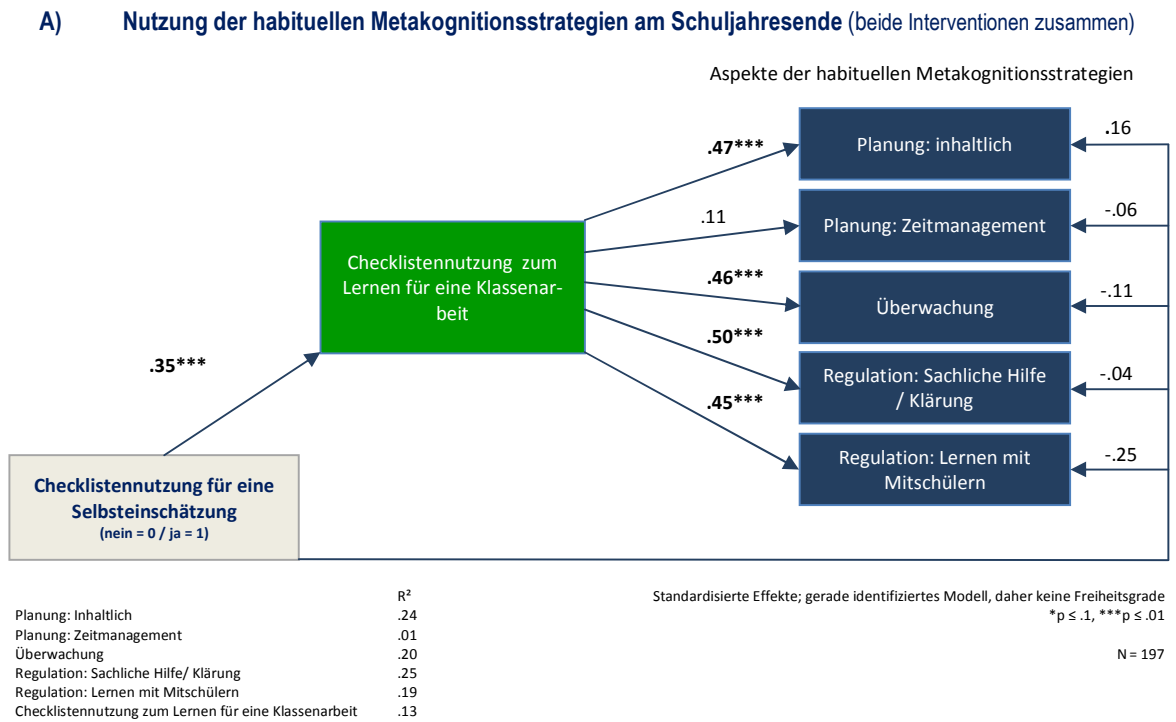 A) Nutzung der habituellen Metakognitionsstrategien am Schuljahresende (beide Interventionen zusammen)
Aspekte der habituellen Metakognitionsstrategien
.47***
Planung: inhaltlich
.16
.11
Planung: Zeitmanagement
-.06
Checklistennutzung zum
Lernen für eine Klassenar-
beit
.46***
Überwachung
-.11
.50***
Regulation: Sachliche Hilfe
/ Klärung
-.04
.35***
.45***
Regulation: Lernen mit
Mitschülern
-.25
Checklistennutzung für eine
Selbsteinschätzung
(nein = 0 / ja = 1)
R²
Planung: Inhaltlich .24
Planung: Zeitmanagement .01
Überwachung .20
Regulation: Sachliche Hilfe/ Klärung .25
Regulation: Lernen mit Mitschülern .19
Checklistennutzung zum Lernen für eine Klassenarbeit .13
Standardisierte Effekte; gerade identifiziertes Modell, daher keine Freiheitsgrade
*p ≤ .1, ***p ≤ .01
N = 197